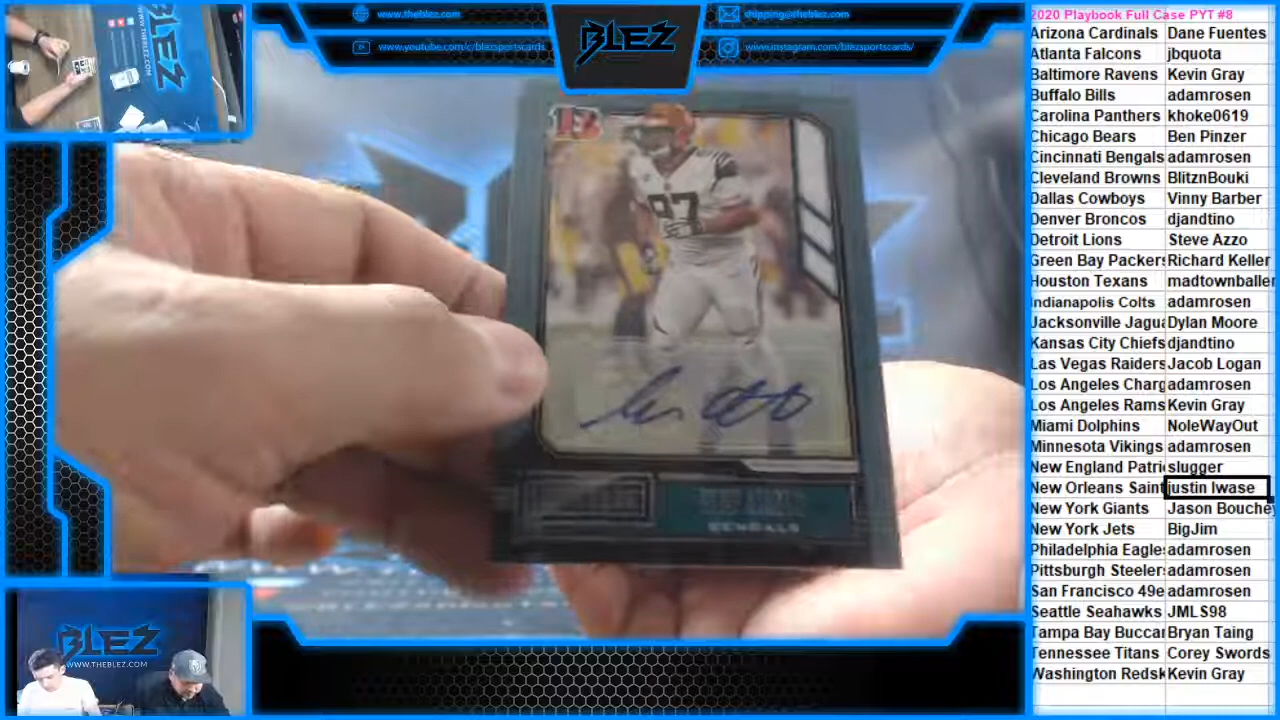 www.theblez.com
www.youtube.com/c/blezsportscards
BLEZ
shipping@theblez.com
www.instagram.com/blezsportscards/
BLEZ
WWW.THEBLEZ.COM
87
BENGALS
BLEZ
WWW.THEBLEZ.COM
2020 Playbook Full Case PYT #8
Arizona Cardinals Dane Fuentes
Atlanta Falcons jbquota
Baltimore Ravens Kevin Gray
Buffalo Bills adamrosen
Carolina Panthers khoke0619
Chicago Bears Ben Pinzer
Cincinnati Bengals adamrosen
Cleveland Browns BlitznBouki
Dallas Cowboys Vinny Barber
Denver Broncos djandtino
Detroit Lions Steve Azzo
Green Bay Packers Richard Keller
Houston Texans madtownballer
Indianapolis Colts adamrosen
Jacksonville Jagua Dylan Moore
Kansas City Chiefs djandtino
Las Vegas Raiders Jacob Logan
Los Angeles Charg adamrosen
Los Angeles Rams Kevin Gray
Miami Dolphins NoleWayOut
Minnesota Vikings adamrosen
New England Patri slugger
New Orleans Saint justin Iwase
New York Giants Jason Bouchey
New York Jets BigJim
Philadelphia Eagle adamrosen
Pittsburgh Steelers adamrosen
San Francisco 49e adamrosen
Seattle Seahawks JMLS98
Tampa Bay Buccar Bryan Taing
Tennessee Titans Corey Swords
Washington Redsk Kevin Gray